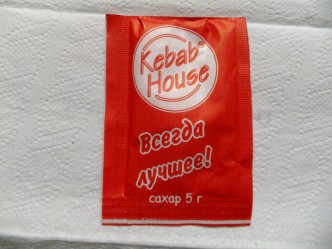 Kebab
House
Всегда
лучшее!
сахар 5 г